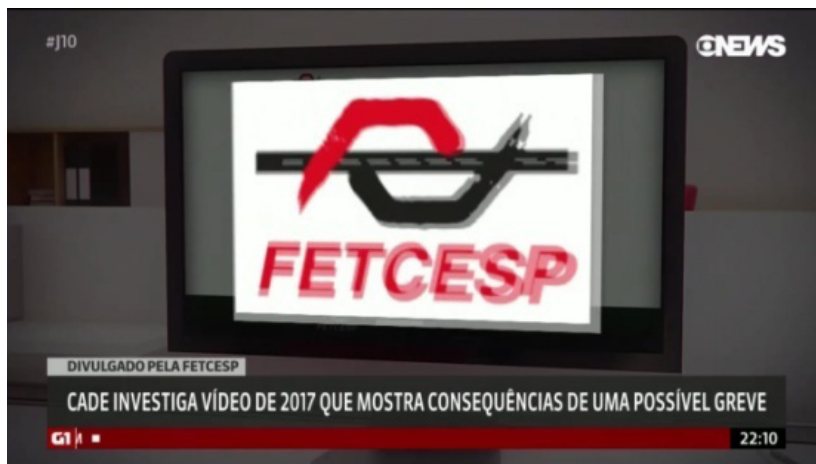 #J10
GNEWS
FETCESP
DIVULGADO PELA FETCESP
CADE INVESTIGA VÍDEO DE 2017 QUE MOSTRA CONSEQUÊNCIAS DE UMA POSSÍVEL GREVE
G1
22:10